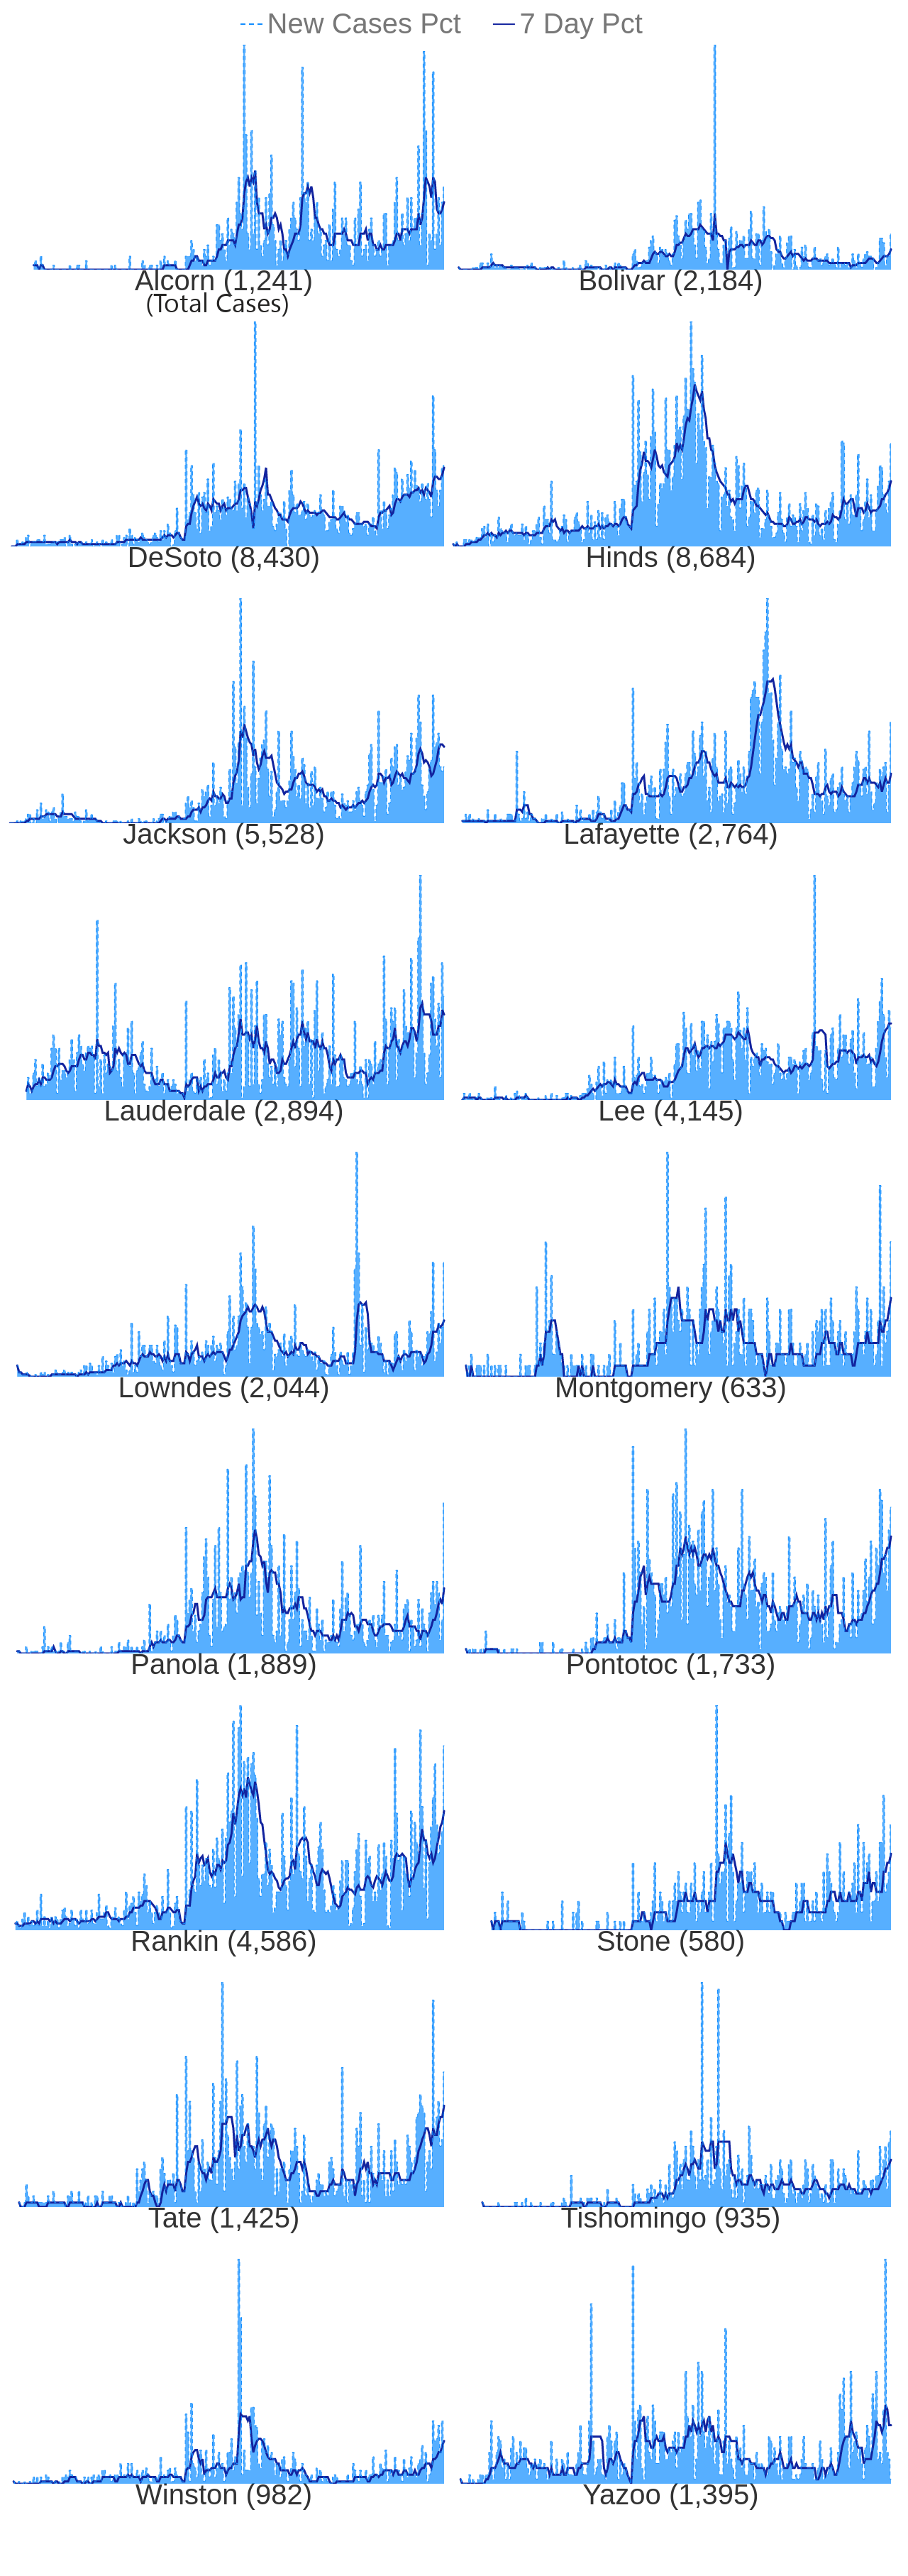 New Cases Pct 7 Day Pct
Alcorn (1,241) Bolivar (2,184)
(Total Cases)
DeSoto (8,430) Hinds (8,684)
Jackson (5,528) Lafayette (2,764)
Lauderdale (2,894) Lee (4,145)
Lowndes (2,044) Montgomery (633)
Panola (1,889) Pontotoc (1,733)
Rankin (4,586) Stone (580)
Tate (1,425) Tishomingo (935)
Winston (982) Yazoo (1,395)